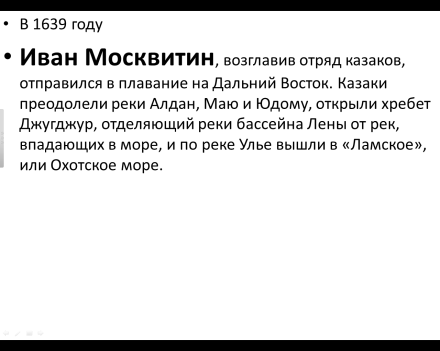 • В 1639 году
• Иван Москвитин, возглавив отряд казаков,
отправился в плавание на Дальний Восток. Казаки
преодолели реки Алдан, Маю и Юдому, открыли хребет
Джугджур, отделяющий реки бассейна Лены от рек,
впадающих в море, и по реке Улье вышли в «Ламское»,
или Охотское море.